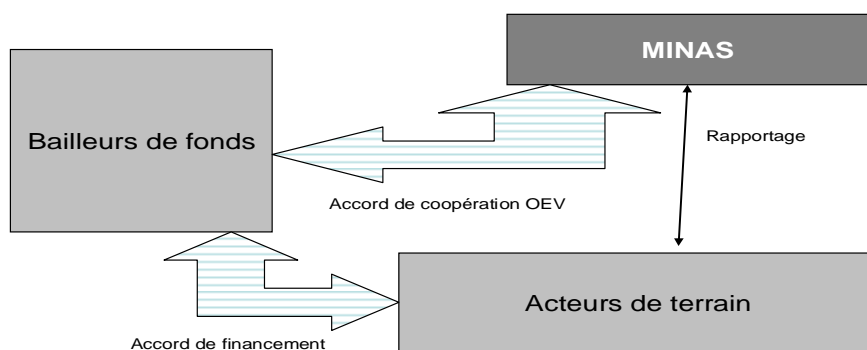 MINAS
Bailleurs de fonds
Rapportage
Accord de coopération OEV
Acteurs de terrain
Accord de financement